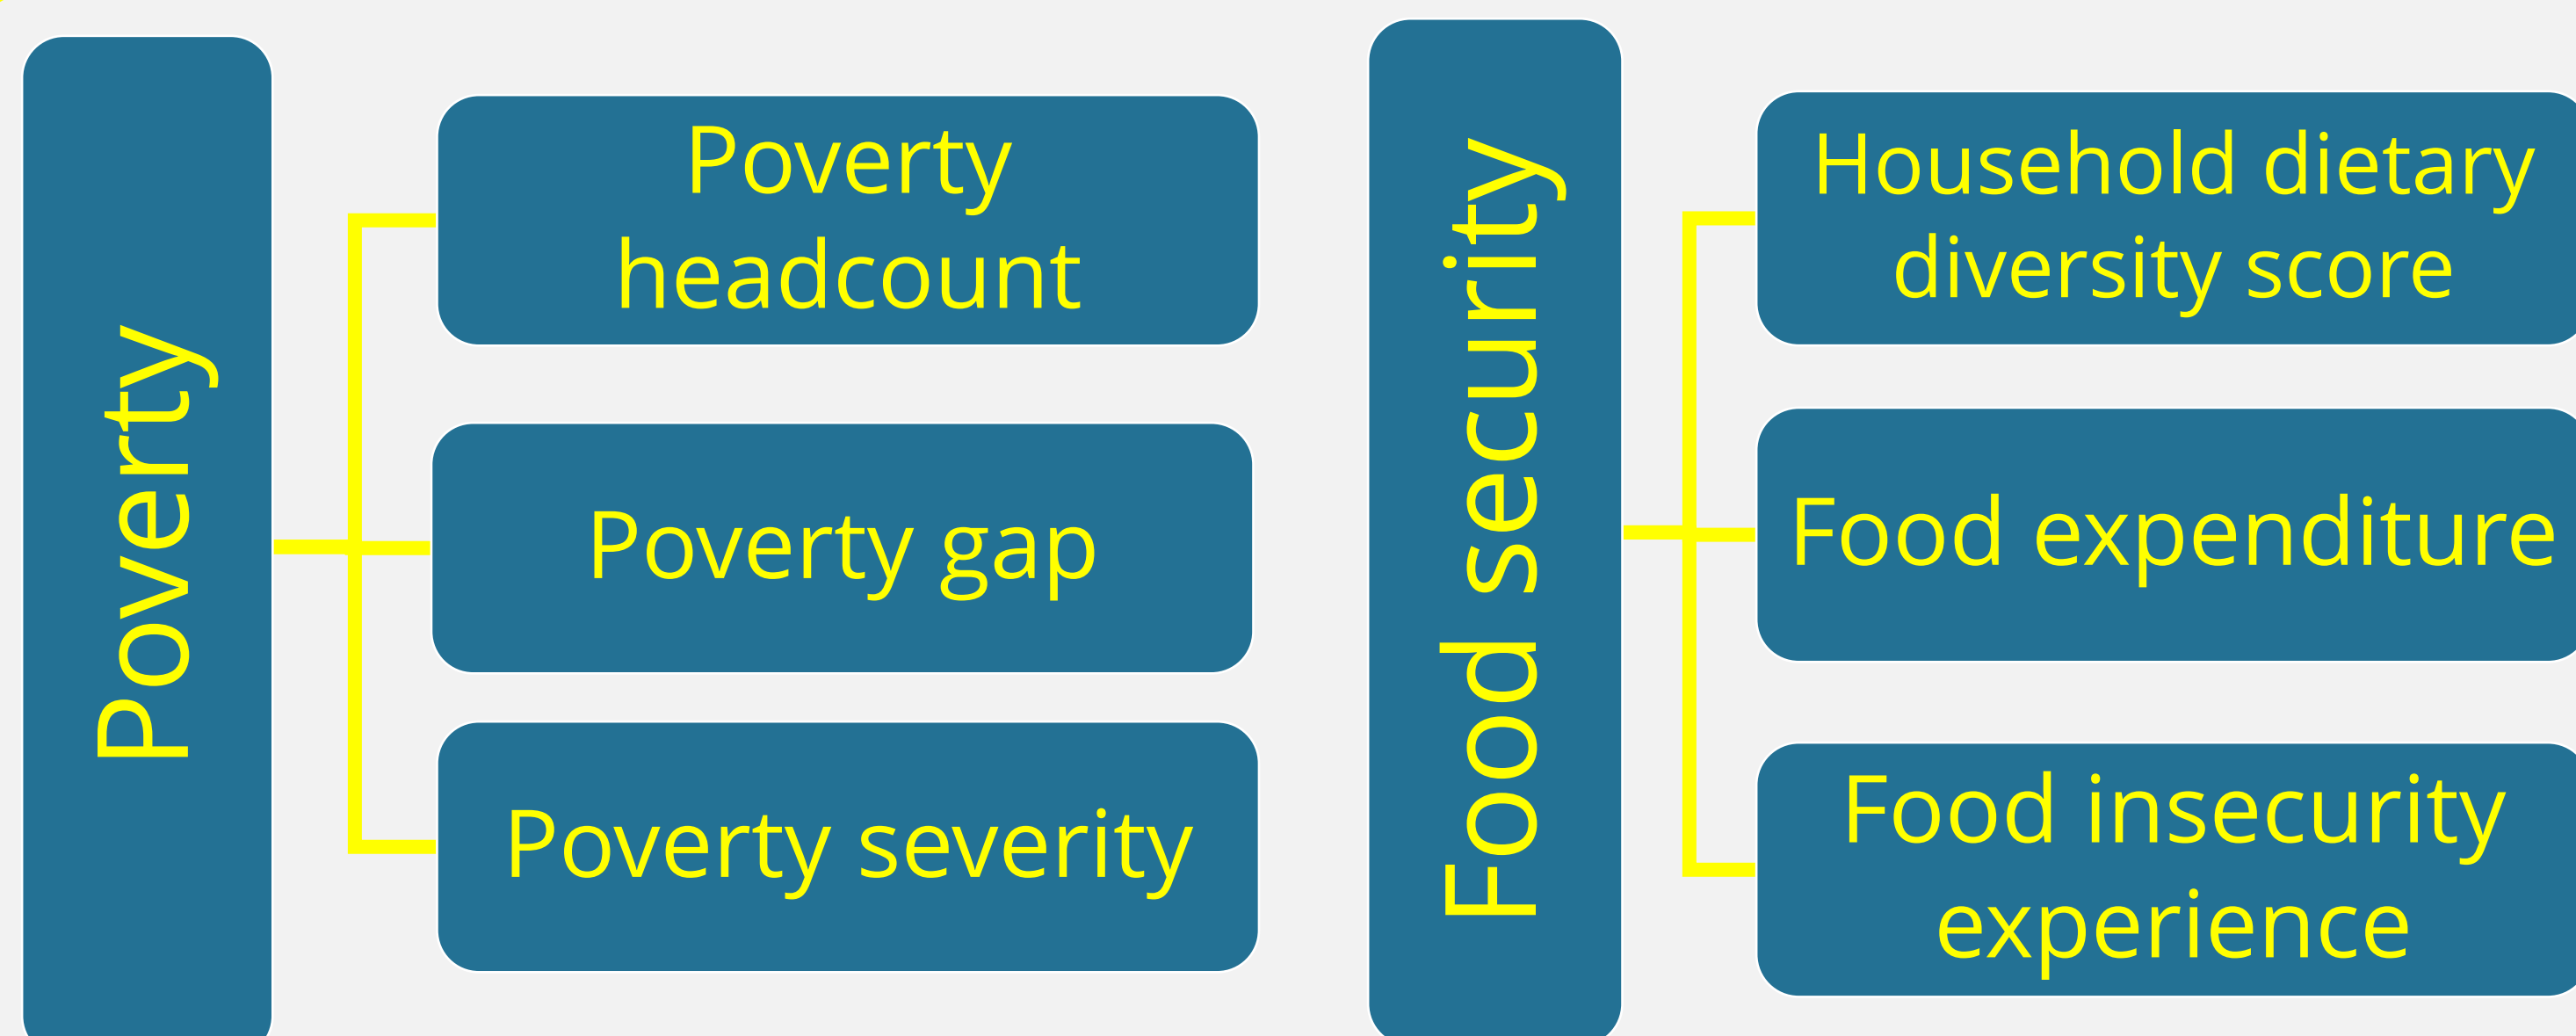 Poverty
Poverty
headcount
Poverty gap
Poverty severity
Food security
Household dietary
diversity score
Food expenditure
Food insecurity
experience